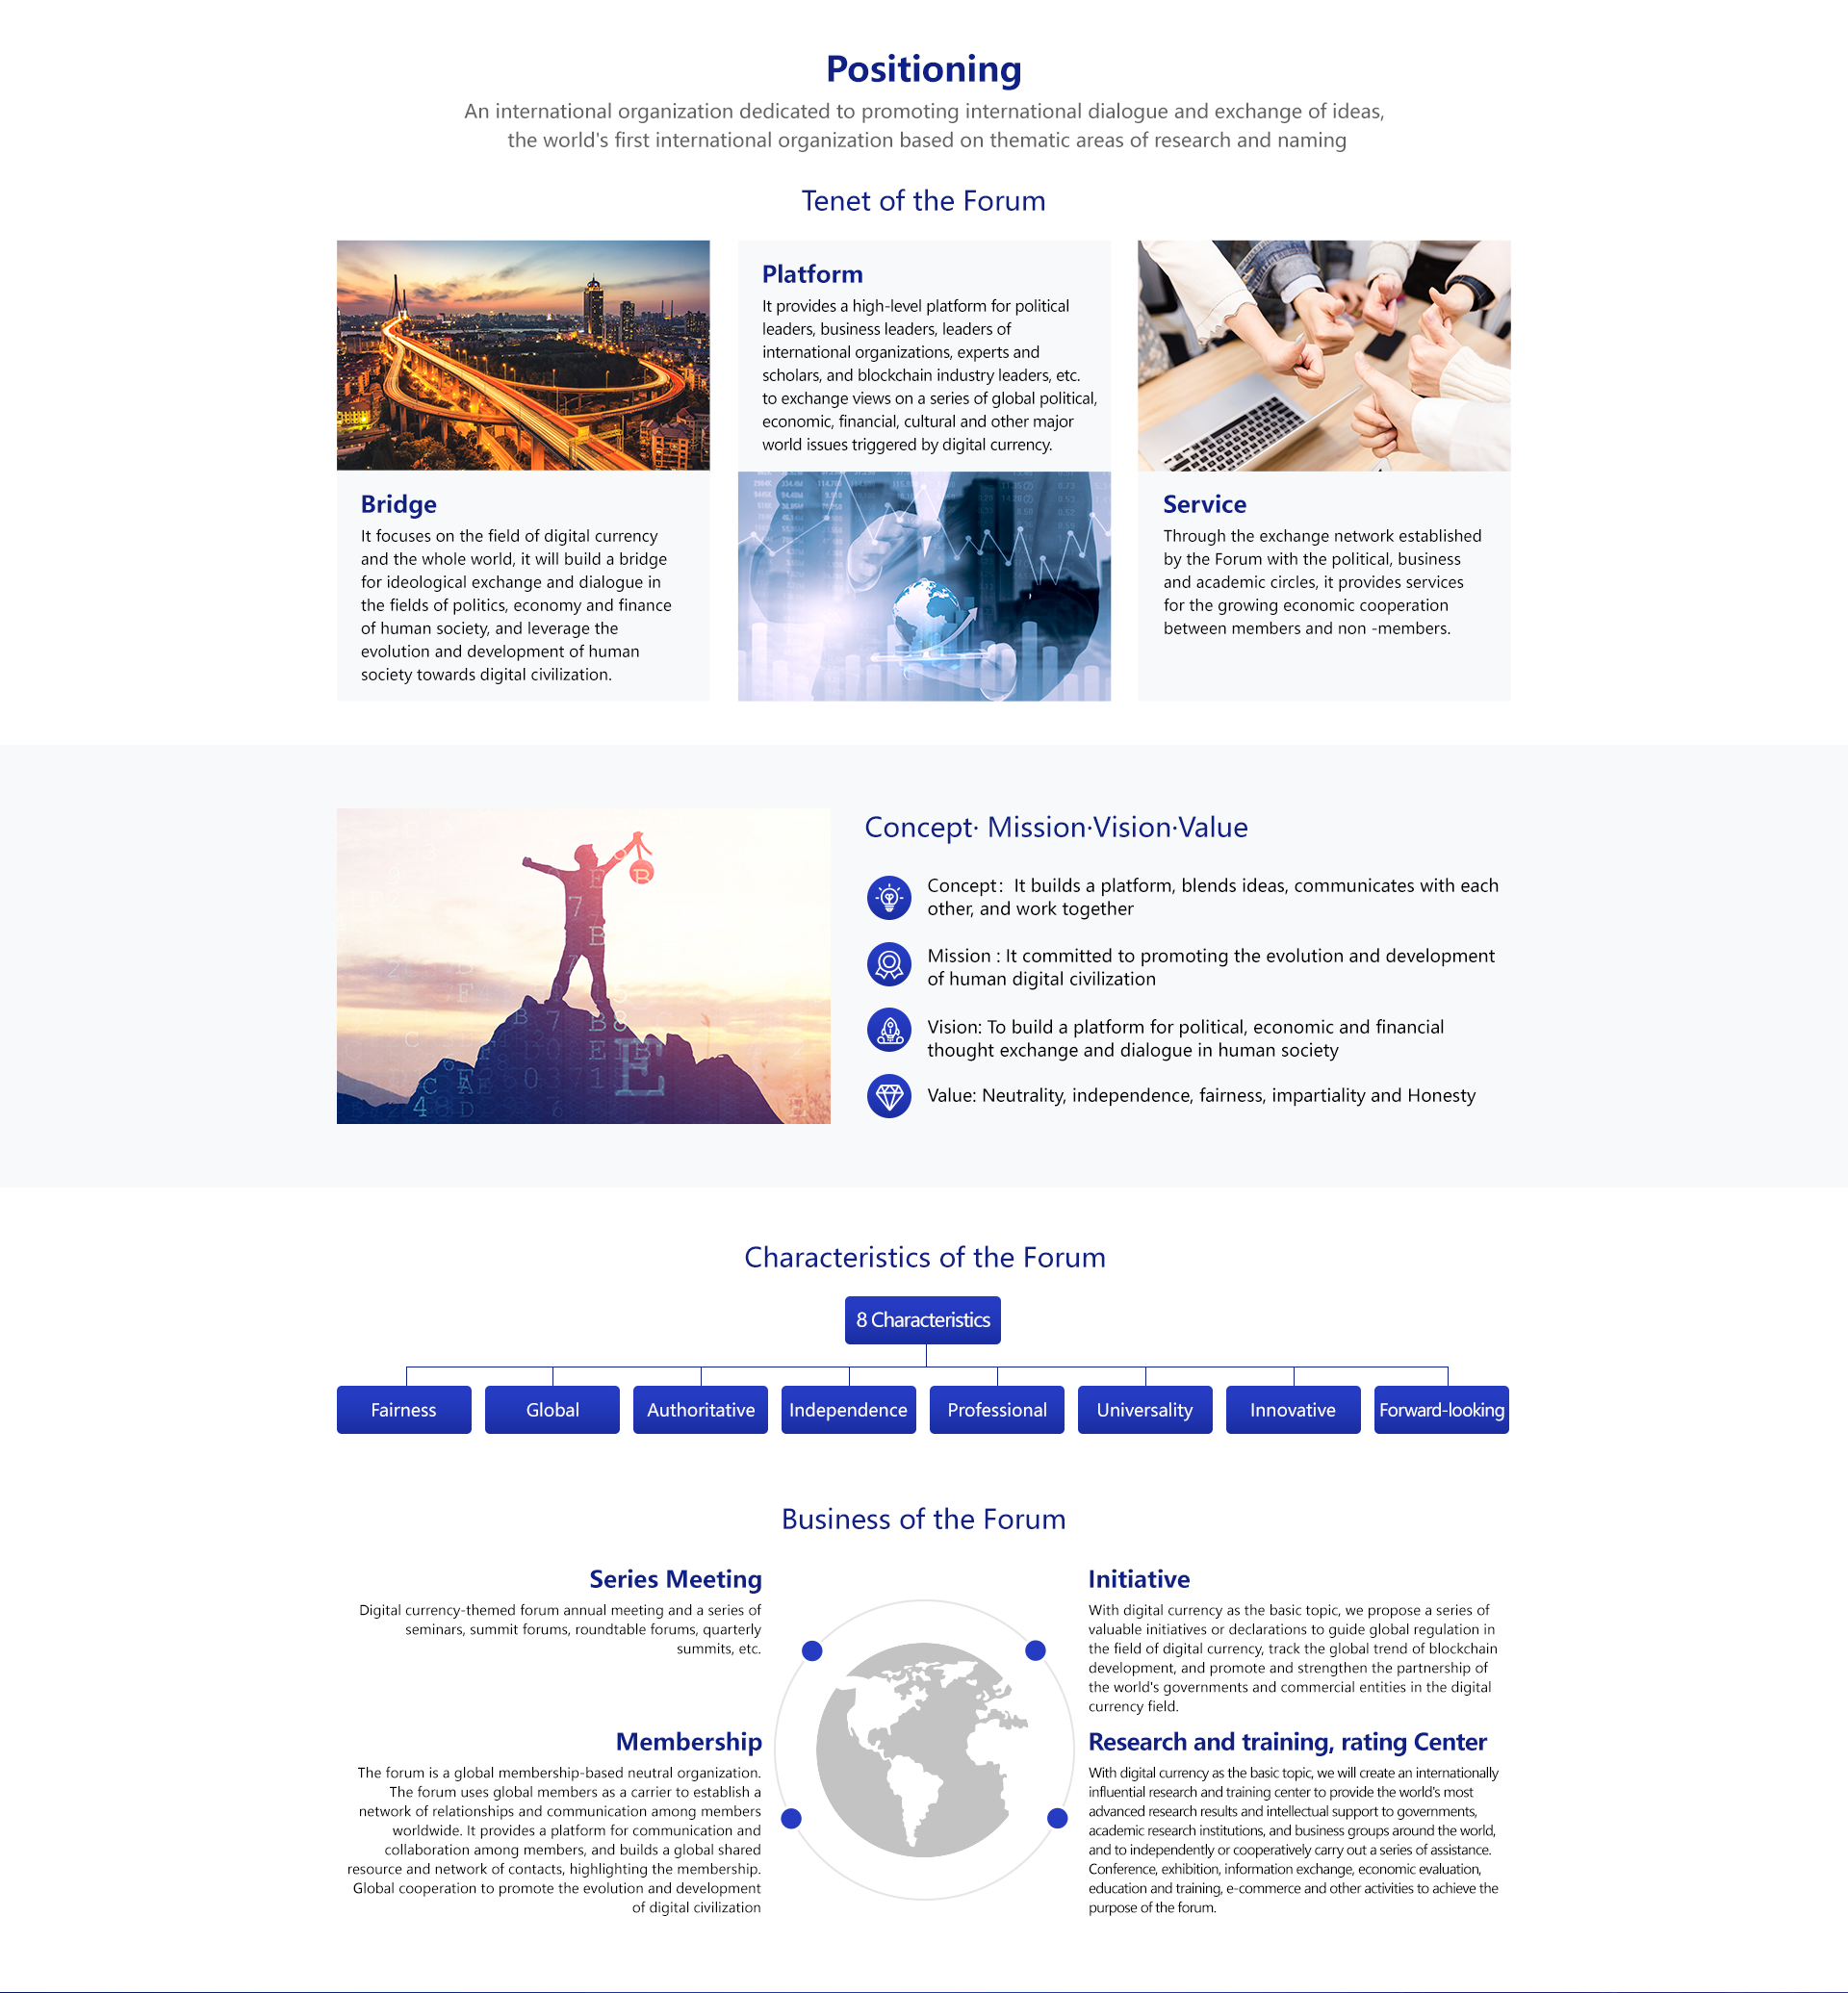 Positioning
An international organization dedicated to promoting international dialogue and exchange of ideas,
the world's first international organization based on thematic areas of research and naming
Tenet of the Forum
Bridge
It focuses on the field of digital currency
and the whole world, it will build a bridge
for ideological exchange and dialogue in
the fields of politics, economy and finance
of human society, and leverage the
evolution and development of human
society towards digital civilization.
Platform
It provides a high-level platform for political
leaders, business leaders, leaders of
international organizations, experts and
scholars, and blockchain industry leaders, etc.
to exchange views on a series of global political,
economic, financial, cultural and other major
world issues triggered by digital currency.
Service
Through the exchange network established
by the Forum with the political, business
and academic circles, it provides services
for the growing economic cooperation
between members and non -members.
Concept· Mission·Vision·Value
Concept：It builds a platform, blends ideas, communicates with each
other, and work together
Mission : It committed to promoting the evolution and development
of human digital civilization
Vision: To build a platform for political, economic and financial
thought exchange and dialogue in human society
Value: Neutrality, independence, fairness, impartiality and Honesty
Characteristics of the Forum
8 Characteristics
Fairness
Global
Authoritative
Independence
Professional
Universality
Innovative
Forward-looking
Business of the Forum
Series Meeting
Digital currency-themed forum annual meeting and a series of
seminars, summit forums, roundtable forums, quarterly
summits, etc.
Initiative
With digital currency as the basic topic, we propose a series of
valuable initiatives or declarations to guide global regulation in
the field of digital currency, track the global trend of blockchain
development, and promote and strengthen the partnership of
the world's governments and commercial entities in the digital
currency field.
Membership
The forum is a global membership-based neutral organization.
The forum uses global members as a carrier to establish a
network of relationships and communication among members
worldwide. It provides a platform for communication and
collaboration among members, and builds a global shared
resource and network of contacts, highlighting the membership.
Global cooperation to promote the evolution and development
of digital civilization
Research and training, rating Center
With digital currency as the basic topic, we will create an internationally
influential research and training center to provide the world's most
advanced research results and intellectual support to governments,
academic research institutions, and business groups around the world,
and to independently or cooperatively carry out a series of assistance.
Conference, exhibition, information exchange, economic evaluation,
education and training, e-commerce and other activities to achieve the
purpose of the forum.